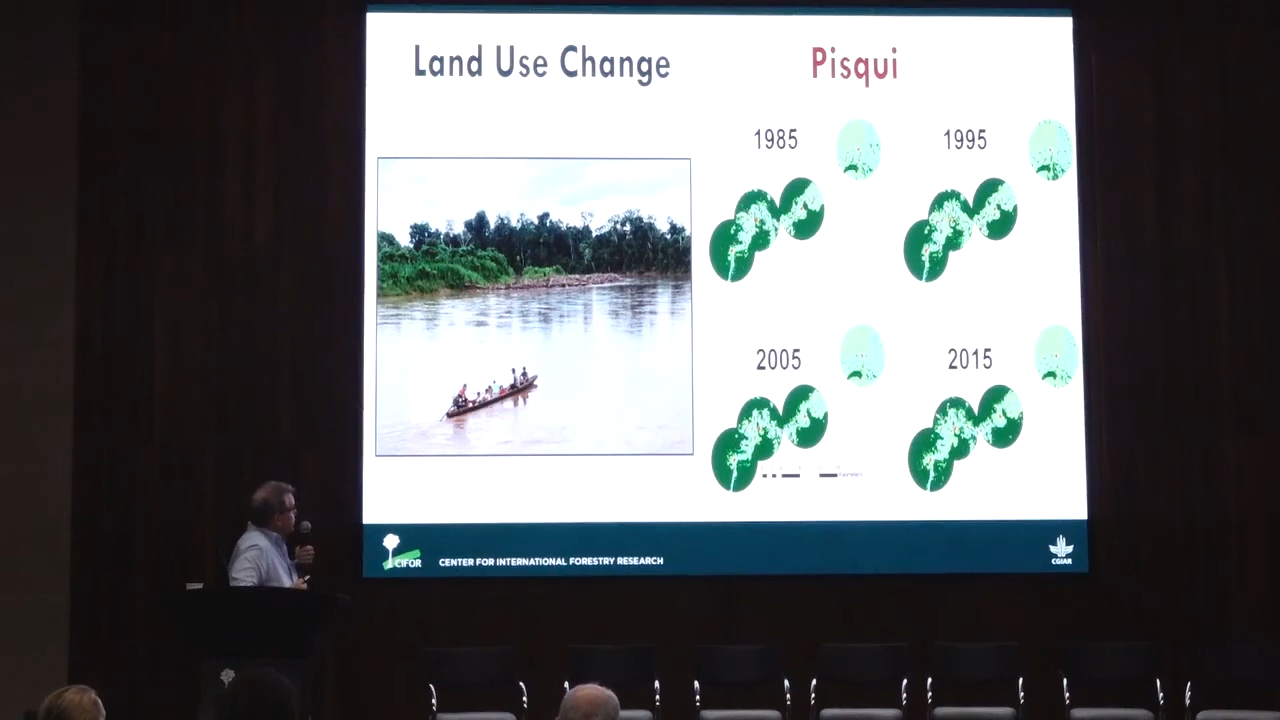 Land Use Change
Pisqui
1985
1995
2005
2015
CIFOR
CENTER FOR INTERNATIONAL FORESTRY RESEARCH
CGIAR